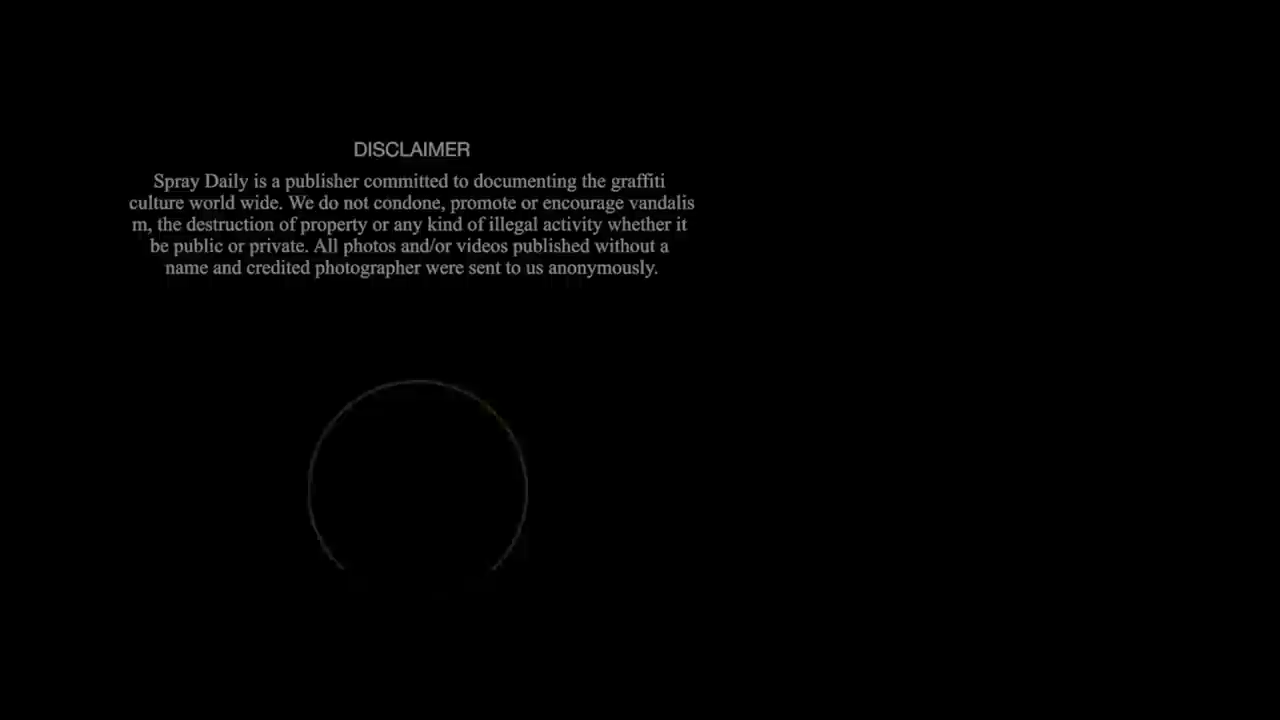 DISCLAIMER
Spray Daily is a publisher committed to documenting the graffiti
culture world wide. We do not condone, promote or encourage vandalis
m, the destruction of property or any kind of illegal activity whether it
be public or private. All photos and/or videos published without a
name and credited photographer were sent to us anonymously.